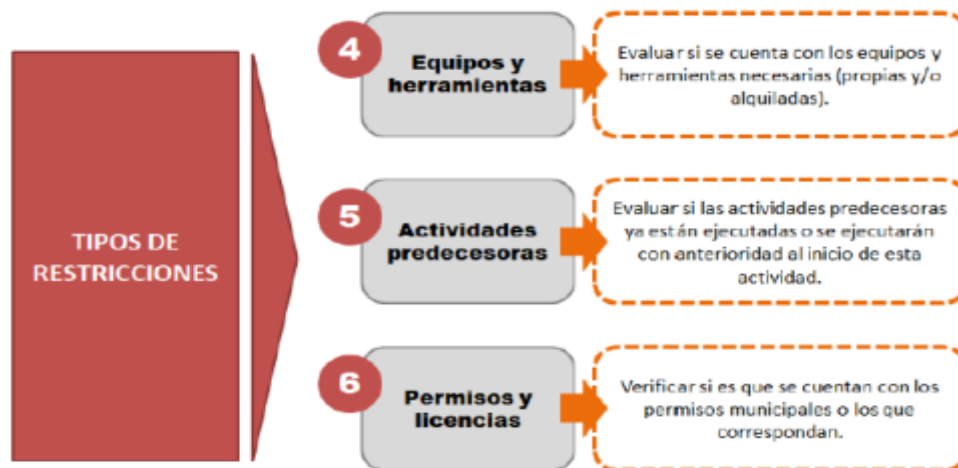 TIPOS DE
RESTRICCIONES
4
Equipos y
herramientas
Evaluar si se cuenta con los equipos y
herramientas necesarias (propias y/o
alquiladas).
5
Actividades
predecesoras
Evaluar si las actividades predecesoras
ya están ejecutadas o se ejecutarán
con anterioridad al inicio de esta
actividad.
6
Permisos y
licencias
Verificar si es que se cuentan con los
permisos municipales o los que
correspondan.